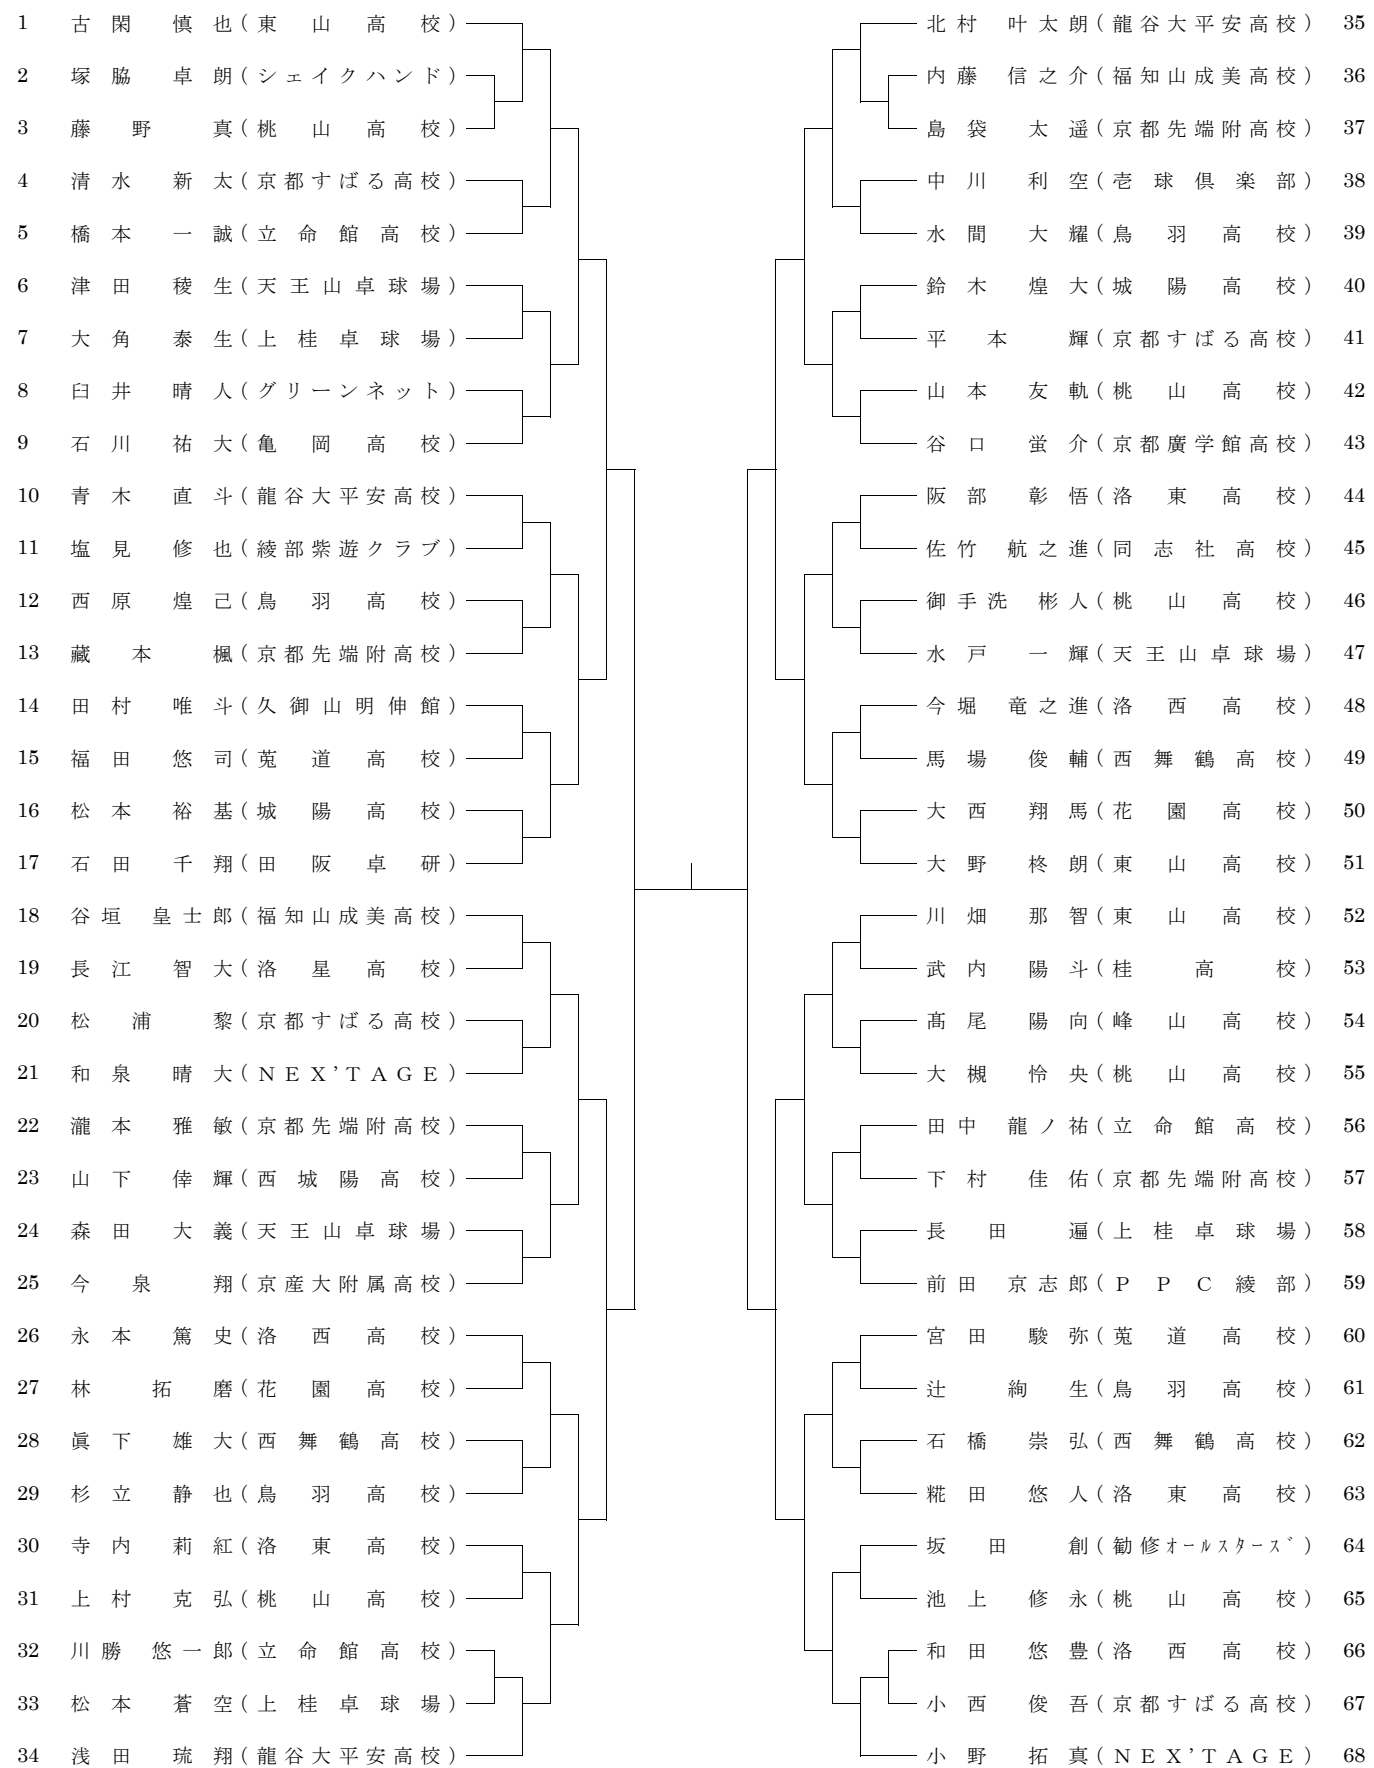 1 古閑 慎也(東山高校)
2 塚脇 卓朗(シェイクハンド)
3 藤野 真(桃山高校)
4 清水 新太(京都すばる高校)
5 橋本 一誠(立命館高校)
6 津田 稜生(天王山卓球場)
7 大角 泰生(上桂卓球場)
8 臼井 晴人(グリーンネット)
9 石川 祐大(亀岡高校)
10 青木 直斗(龍谷大平安高校)
11 塩見 修也(綾部紫遊クラブ)
12 西原 煌己(鳥羽高校)
13 藏本 楓(京都先端附高校)
14 田村 唯斗(久御山明伸館)
15 福田 悠司(莵道高校)
16 松本 裕基(城陽高校)
17 石田 千翔(田阪卓研)
18 谷垣 皇士郎(福知山成美高校)
19 長江 智大(洛星高校)
20 松浦 黎(京都すばる高校)
21 和泉 晴大(NEX'TAGE)
22 瀧本 雅敏(京都先端附高校)
23 山下 倖輝(西城陽高校)
24 森田 大義(天王山卓球場)
25 今泉 翔(京産大附属高校)
26 永本 篤史(洛西高校)
27 林 拓磨(花園高校)
28 眞下 雄大(西舞鶴高校)
29 杉立 静也(鳥羽高校)
30 寺内 莉紅(洛東高校)
31 上村 克弘(桃山高校)
32 川勝 悠一郎(立命館高校)
33 松本 蒼空(上桂卓球場)
34 浅田 琉翔(龍谷大平安高校)
北村 叶太朗(龍谷大平安高校) 35
内藤 信之介(福知山成美高校) 36
島袋 太遥(京都先端附高校) 37
中川 利空(壱球倶楽部) 38
水間 大耀(鳥羽高校) 39
鈴木 煌大(城陽高校) 40
平本 輝(京都すばる高校) 41
山本 友軌(桃山高校) 42
谷口 蛍介(京都廣学館高校) 43
阪部 彰悟(洛東高校) 44
佐竹 航之進(同志社高校) 45
御手洗 彬人(桃山高校) 46
水戸 一輝(天王山卓球場) 47
今堀 竜之進(洛西高校) 48
馬場 俊輔(西舞鶴高校) 49
大西 翔馬(花園高校) 50
大野 柊朗(東山高校) 51
川畑 那智(東山高校) 52
武内 陽斗(桂高校) 53
髙尾 陽向(峰山高校) 54
大槻 怜央(桃山高校) 55
田中 龍ノ祐(立命館高校) 56
下村 佳佑(京都先端附高校) 57
長田 遍(上桂卓球場) 58
前田 京志郎(PPC綾部) 59
宮田 駿弥(莵道高校) 60
辻 絢生(鳥羽高校) 61
石橋 崇弘(西舞鶴高校) 62
糀田 悠人(洛東高校) 63
坂田 創(勧修ｵｰﾙｽﾀｰｽﾞ) 64
池上 修永(桃山高校) 65
和田 悠豊(洛西高校) 66
小西 俊吾(京都すばる高校) 67
小野 拓真(NEX'TAGE) 68